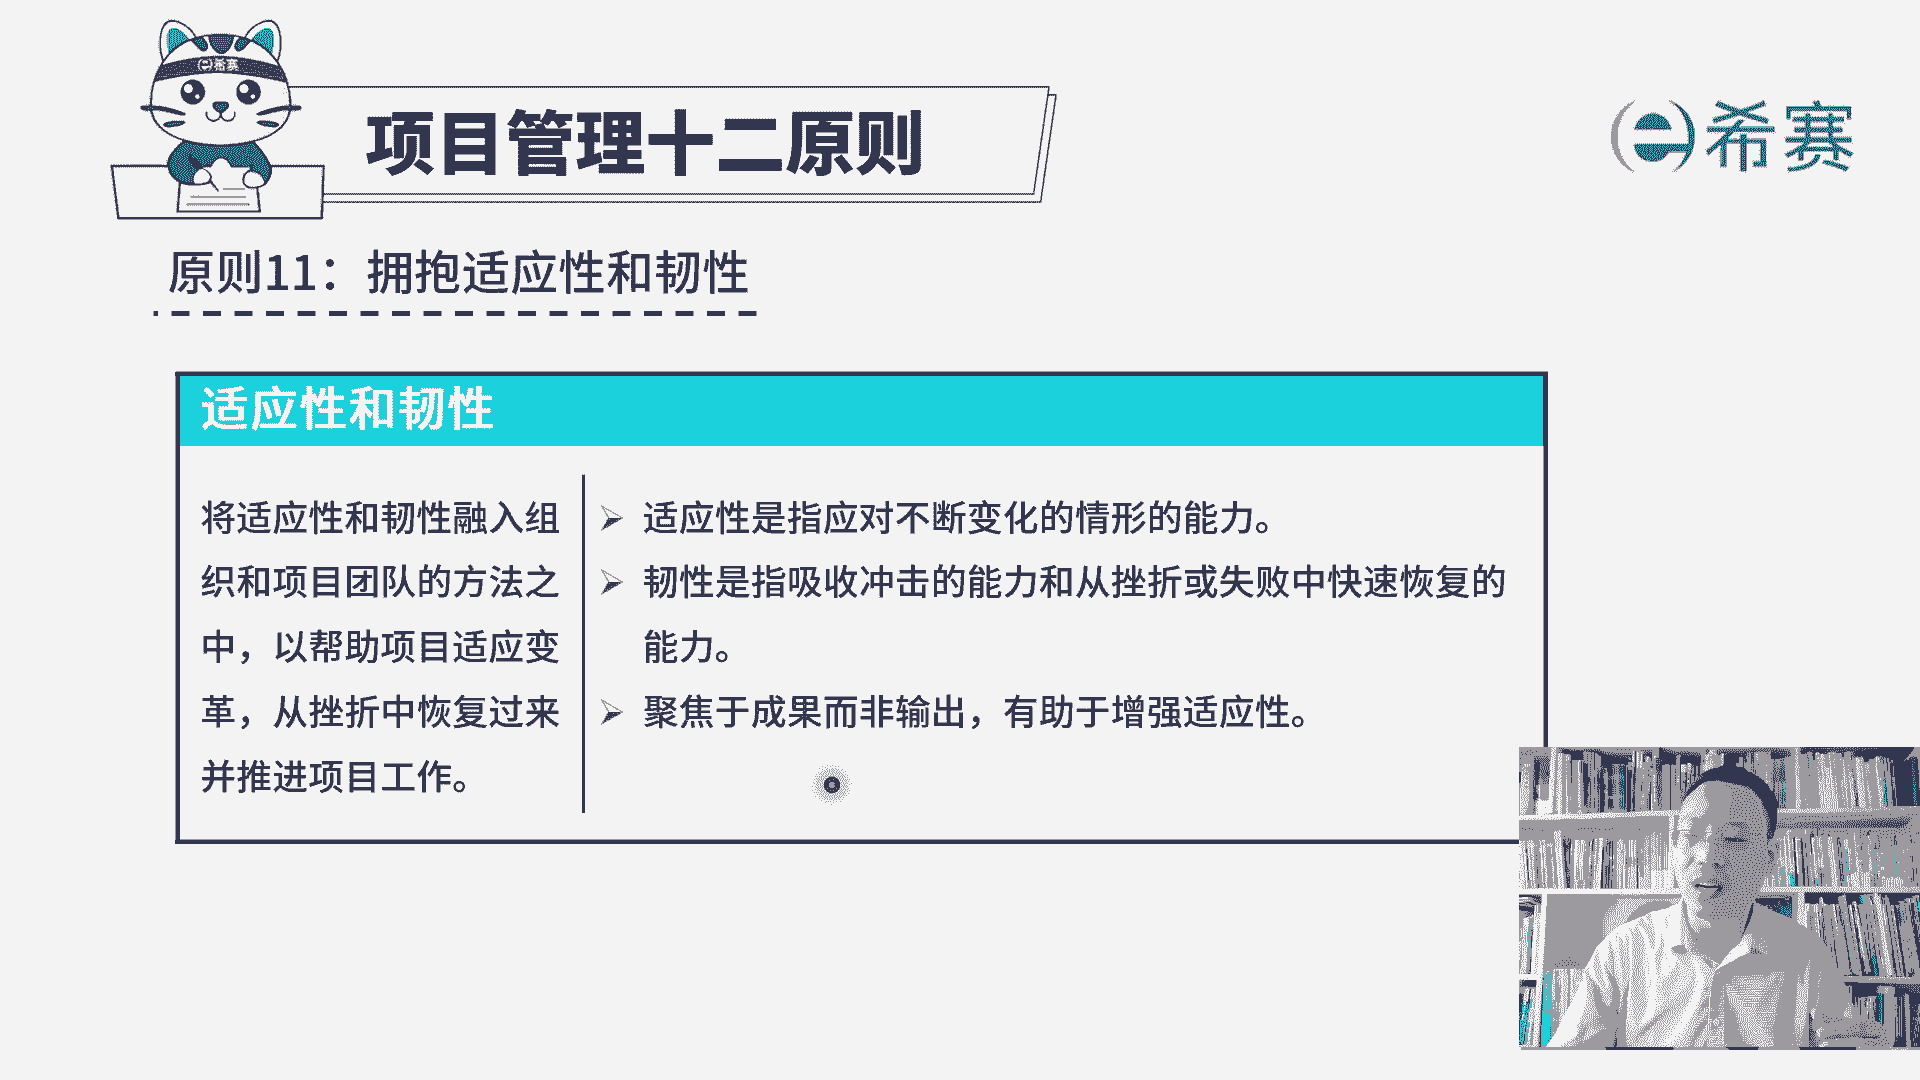 希赛
项目管理十二原则
希赛
原则11：拥抱适应性和韧性
适应性和韧性
将适应性和韧性融入组
织和项目团队的方法之
中，以帮助项目适应变
革，从挫折中恢复过来
并推进项目工作。
适应性是指应对不断变化的情形的能力。
韧性是指吸收冲击的能力和从挫折或失败中快速恢复的
能力。
聚焦于成果而非输出，有助于增强适应性。